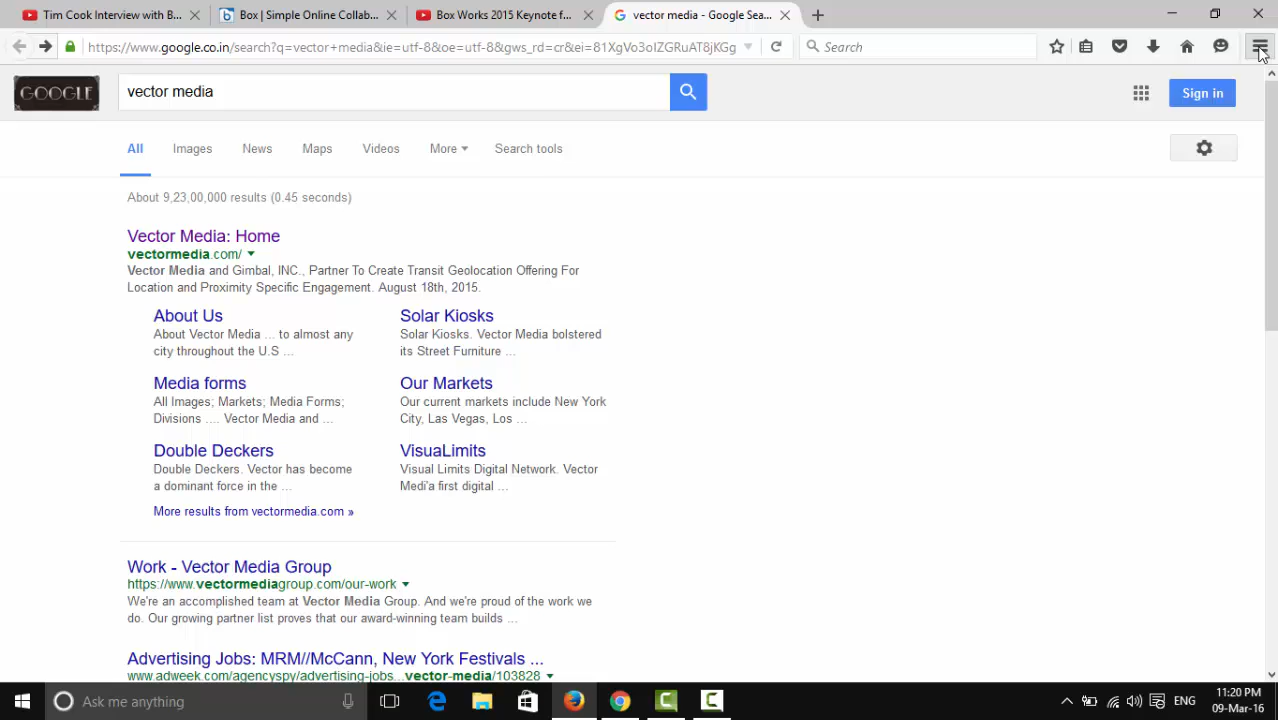 Tim Cook Interview with B...
Box | Simple Online Collab...
Box Works 2015 Keynote f...
vector media - Google Sea...
https://www.google.co.in/search?q=vector+media&ie=utf-8&oe=utf-8&gws_rd=cr&ei=81XgVo3oIZGRuAT8jKGg
Search
GOOGLE
vector media
Sign in
All Images News Maps Videos More Search tools
About 9,23,00,000 results (0.45 seconds)
Vector Media: Home
vectormedia.com/
Vector Media and Gimbal, INC., Partner To Create Transit Geolocation Offering For
Location and Proximity Specific Engagement. August 18th, 2015.
About Us
About Vector Media ... to almost any
city throughout the U.S ...
Solar Kiosks
Solar Kiosks. Vector Media bolstered
its Street Furniture ...
Media forms
All Images; Markets; Media Forms;
Divisions .... Vector Media and ...
Our Markets
Our current markets include New York
City, Las Vegas, Los ...
Double Deckers
Double Deckers. Vector has become
a dominant force in the ...
VisuaLimits
Visual Limits Digital Network. Vector
Medi'a first digital ...
More results from vectormedia.com »
Work - Vector Media Group
https://www.vectormediagroup.com/our-work
We're an accomplished team at Vector Media Group. And we're proud of the work we
do. Our growing partner list proves that our award-winning team builds ...
Advertising Jobs: MRM//McCann, New York Festivals ...
www.adweek.com/agencyspy/advertising-jobs...vector-media/103828
Ask me anything
ENG
11:20 PM
09-Mar-16